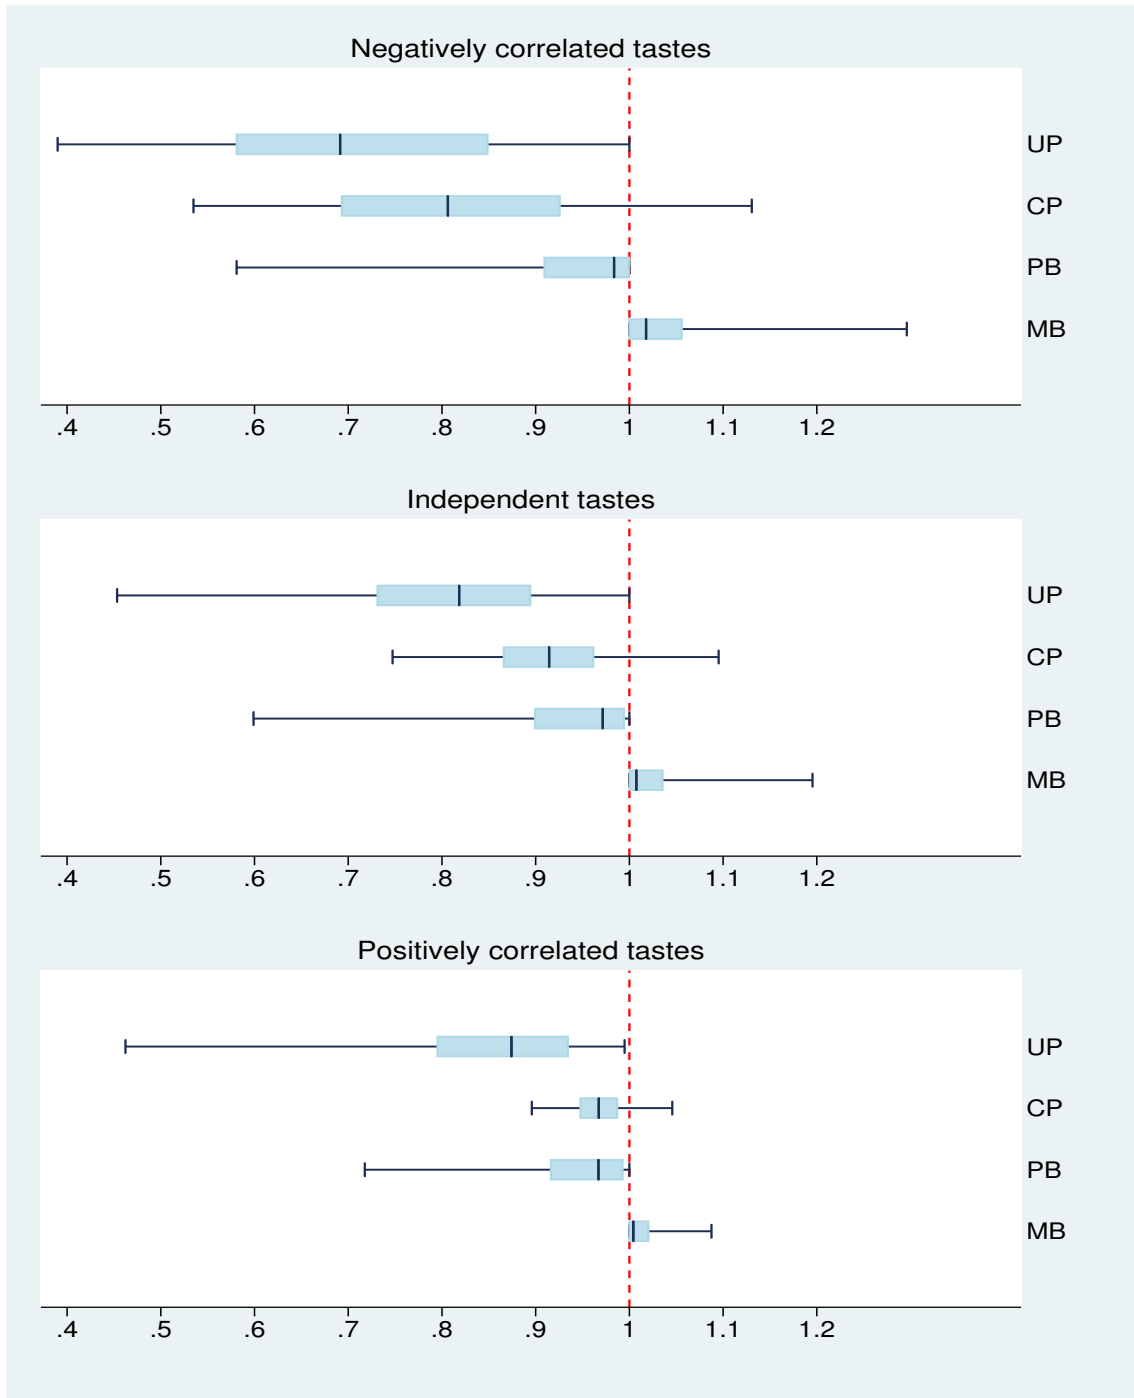 Negatively correlated tastes
UP
CP
PB
MB
.4 .5 .6 .7 .8 .9 1 1.1 1.2
Independent tastes
UP
CP
PB
MB
.4 .5 .6 .7 .8 .9 1 1.1 1.2
Positively correlated tastes
UP
CP
PB
MB
.4 .5 .6 .7 .8 .9 1 1.1 1.2